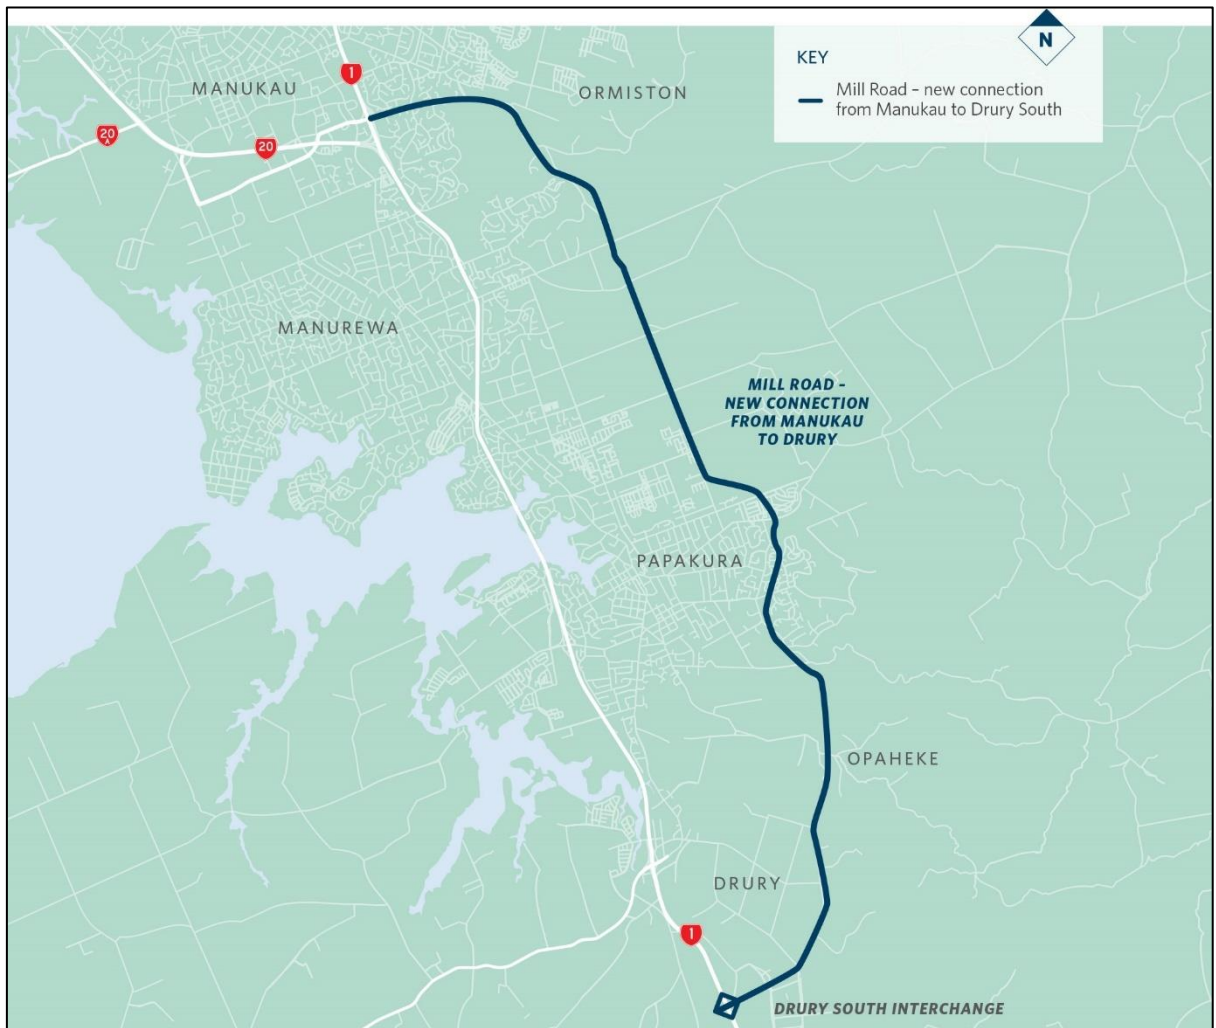 N
KEY
Mill Road – new connection
from Manukau to Drury South
1
MANUKAU
ORMISTON
20
A
20
MANUREWA
MILL ROAD –
NEW CONNECTION
FROM MANUKAU
TO DRURY
PAPAKURA
OPAHEKE
DRURY
1
DRURY SOUTH INTERCHANGE